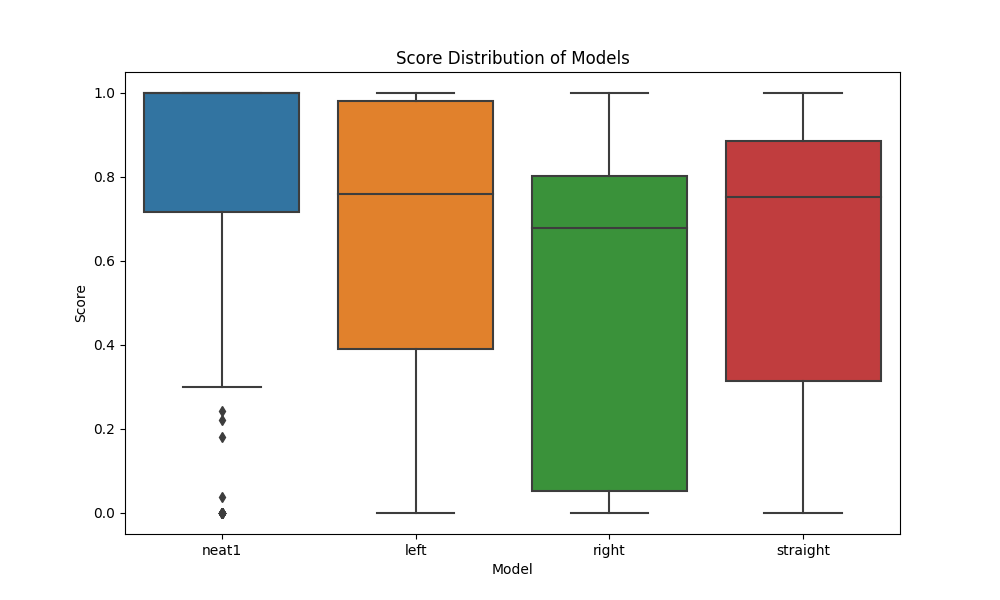 Score Distribution of Models
1.0
0.8
0.6
0.4
0.2
0.0
Score
neat1
left
right
straight
Model